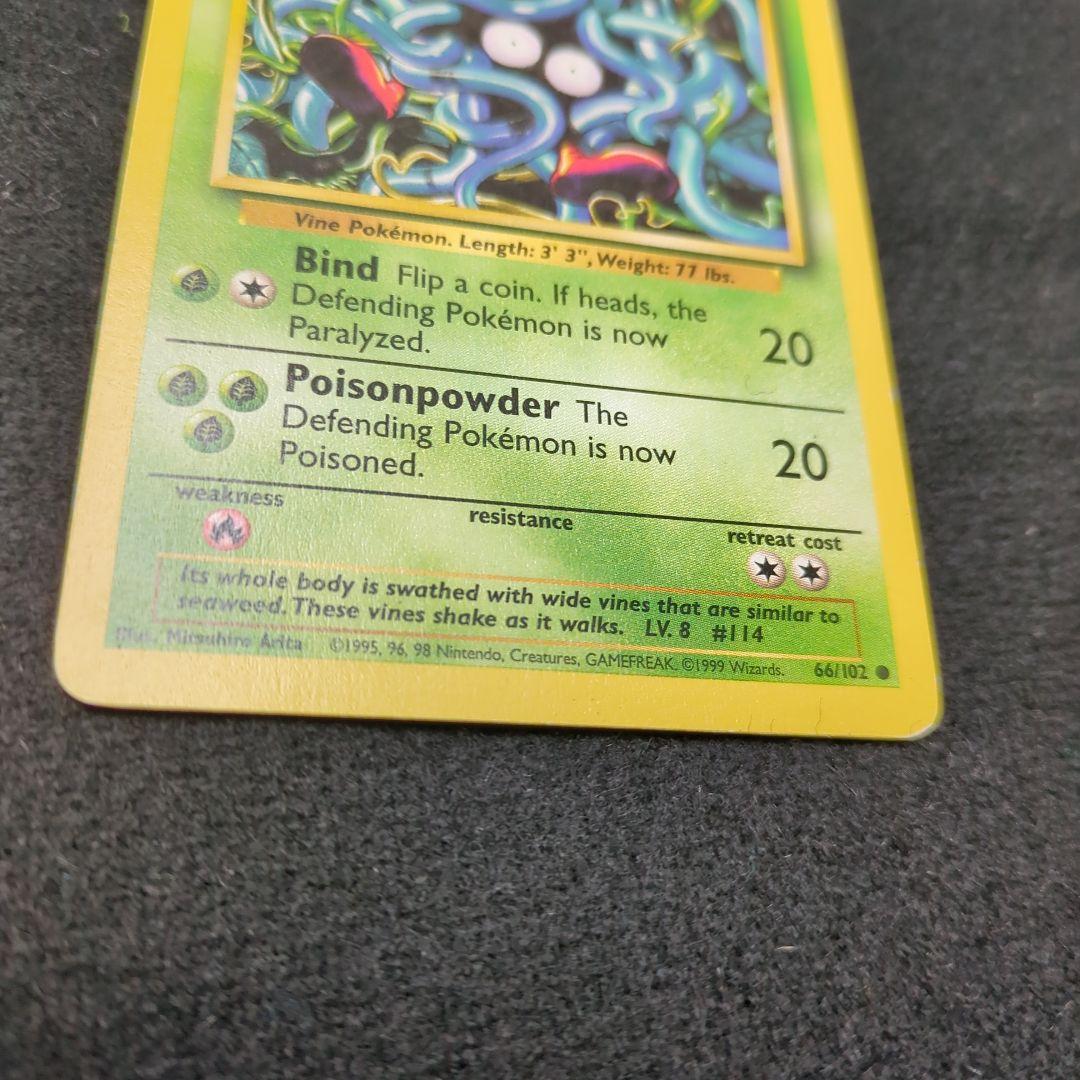 Vine Pokémon. Length: 3' 3", Weight: 77 lbs.
Bind Flip a coin. If heads, the
Defending Pokémon is now
Paralyzed.
20
Poisonpowder The
Defending Pokémon is now
Poisoned.
20
weakness
resistance
retreat cost
Its whole body is swathed with wide vines that are similar to
seaweed. These vines shake as it walks. LV. 8 #114
Illus. Mitsuhiro Arita ©1995, 96, 98 Nintendo, Creatures, GAMEFREAK. ©1999 Wizards. 66/102